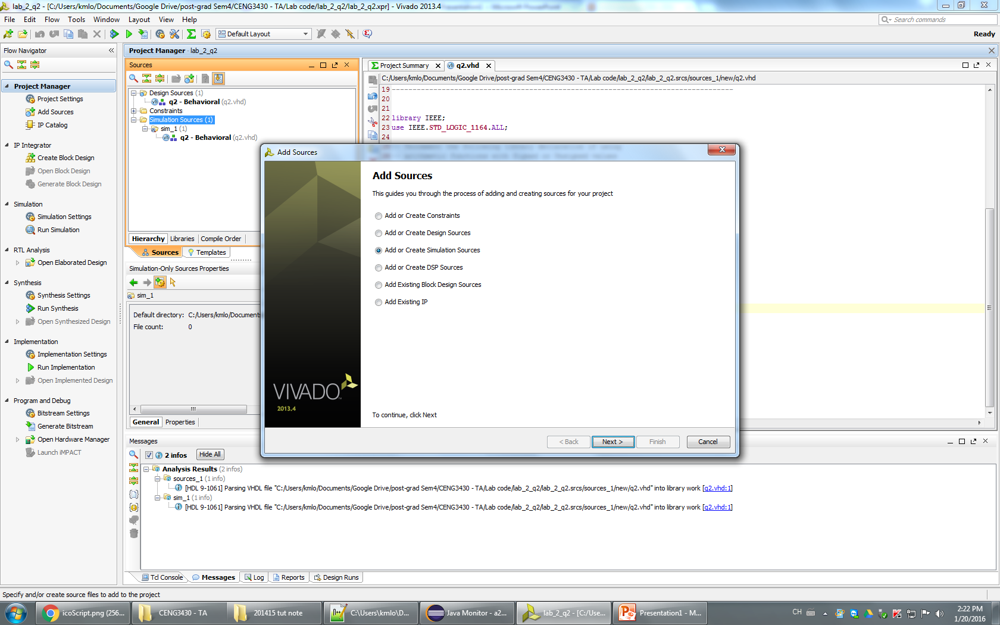 lab_2_q2 - [C:/Users/kmlo/Documents/Google Drive/post-grad Sem4/CENG3430 - TA/Lab code/lab_2_q2/lab_2_q2.xpr] - Vivado 2013.4
File Edit Flow Tools Window Layout View Help
Search commands
Default Layout
Ready
Flow Navigator
Project Manager
Project Settings
Add Sources
IP Catalog
IP Integrator
Create Block Design
Open Block Design
Generate Block Design
Simulation
Simulation Settings
Run Simulation
RTL Analysis
Open Elaborated Design
Synthesis
Synthesis Settings
Run Synthesis
Open Synthesized Design
Implementation
Implementation Settings
Run Implementation
Open Implemented Design
Program and Debug
Bitstream Settings
Generate Bitstream
Open Hardware Manager
Launch iMPACT
Project Manager - lab_2_q2
Sources
Design Sources (1)
q2 - Behavioral (q2.vhd)
Constraints
Simulation Sources (1)
sim_1 (1)
q2 - Behavioral (q2.vhd)
Hierarchy Libraries Compile Order
Sources Templates
Simulation-Only Sources Properties
sim_1
Default directory: C:/Users/kmlo/Document
File count: 0
General Properties
Project Summary q2.vhd
C:/Users/kmlo/Documents/Google Drive/post-grad Sem4/CENG3430 - TA/Lab code/lab_2_q2/lab_2_q2.srcs/sources_1/new/q2.vhd
19 ----------------------------------------------------------------------------------
20
21
22 library IEEE;
23 use IEEE.STD_LOGIC_1164.ALL;
24
Add Sources
Add Sources
This guides you through the process of adding and creating sources for your project
Add or Create Constraints
Add or Create Design Sources
Add or Create Simulation Sources
Add or Create DSP Sources
Add Existing Block Design Sources
Add Existing IP
VIVADO
2013.4
To continue, click Next
< Back Next > Finish Cancel
Messages
2 infos Hide All
Analysis Results (2 infos)
sources_1 (1 info)
[HDL 9-1061] Parsing VHDL file "C:/Users/kmlo/Documents/Google Drive/post-grad Sem4/CENG3430 - TA/Lab code/lab_2_q2/lab_2_q2.srcs/sources_1/new/q2.vhd" into library work [q2.vhd:1]
sim_1 (1 info)
[HDL 9-1061] Parsing VHDL file "C:/Users/kmlo/Documents/Google Drive/post-grad Sem4/CENG3430 - TA/Lab code/lab_2_q2/lab_2_q2.srcs/sources_1/new/q2.vhd" into library work [q2.vhd:1]
Tcl Console Messages Log Reports Design Runs
Specify and/or create source files to add to the project
icoScript.png (256... CENG3430 - TA 201415 tut note C:\Users\kmlo\D... Java Monitor - a2... lab_2_q2 - [C:/Use... Presentation1 - M...
CH
2:22 PM
1/20/2016